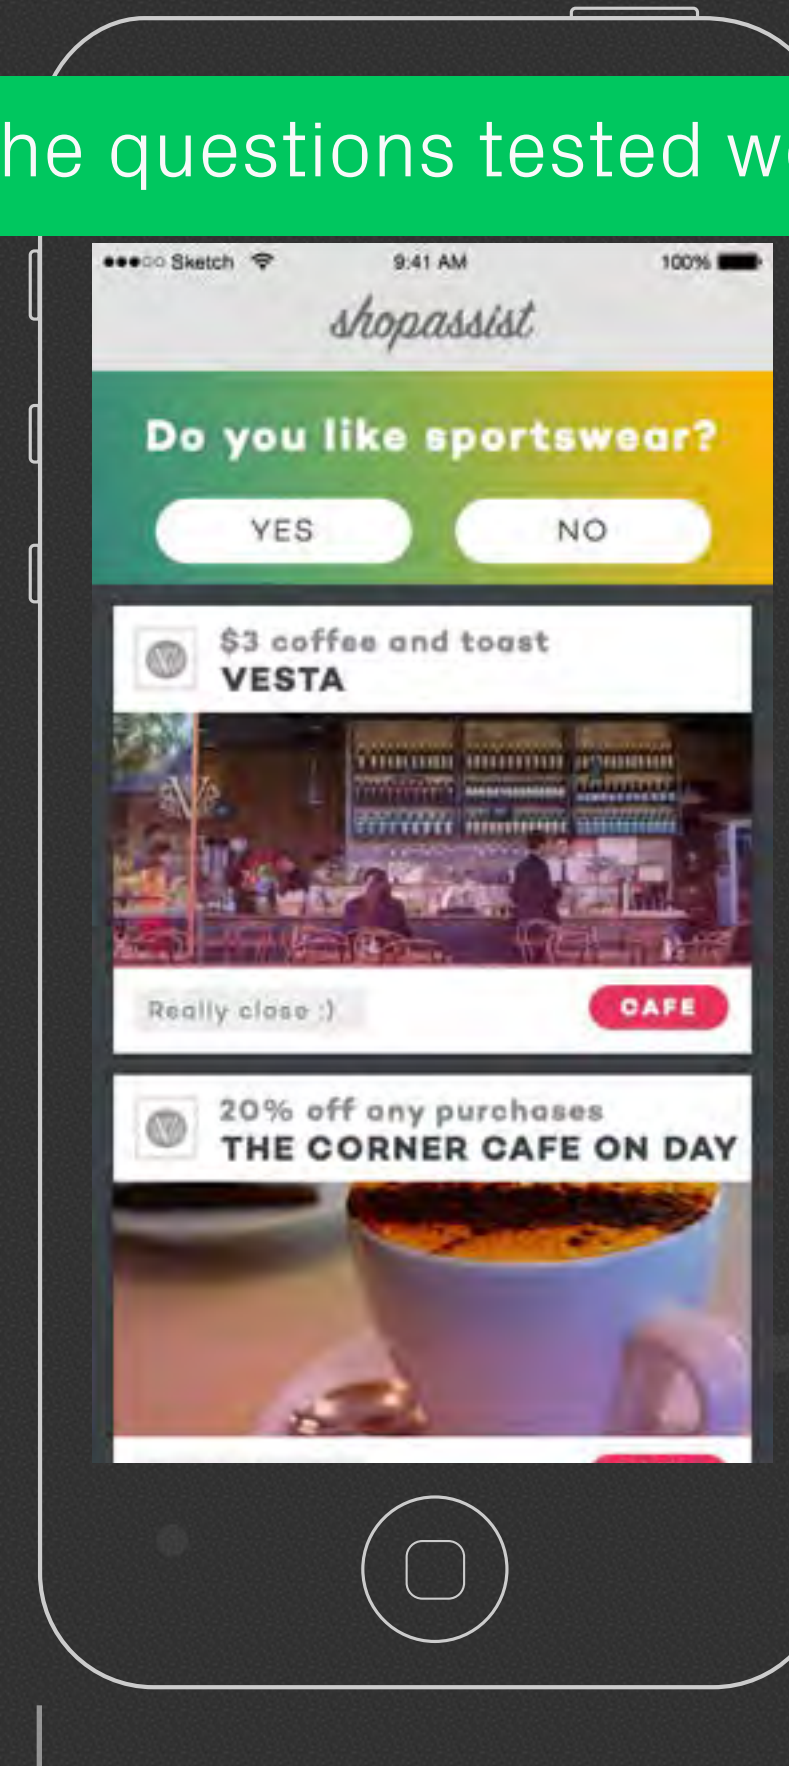 he questions tested we
Sketch 9:41 AM 100%
shopassist
Do you like sportswear?
YES NO
$3 coffee and toast
VESTA
Really close :)
CAFE
20% off any purchases
THE CORNER CAFE ON DAY